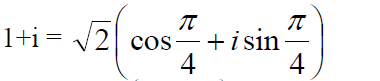 1+i = √2(cos π/4 + i sin π/4)